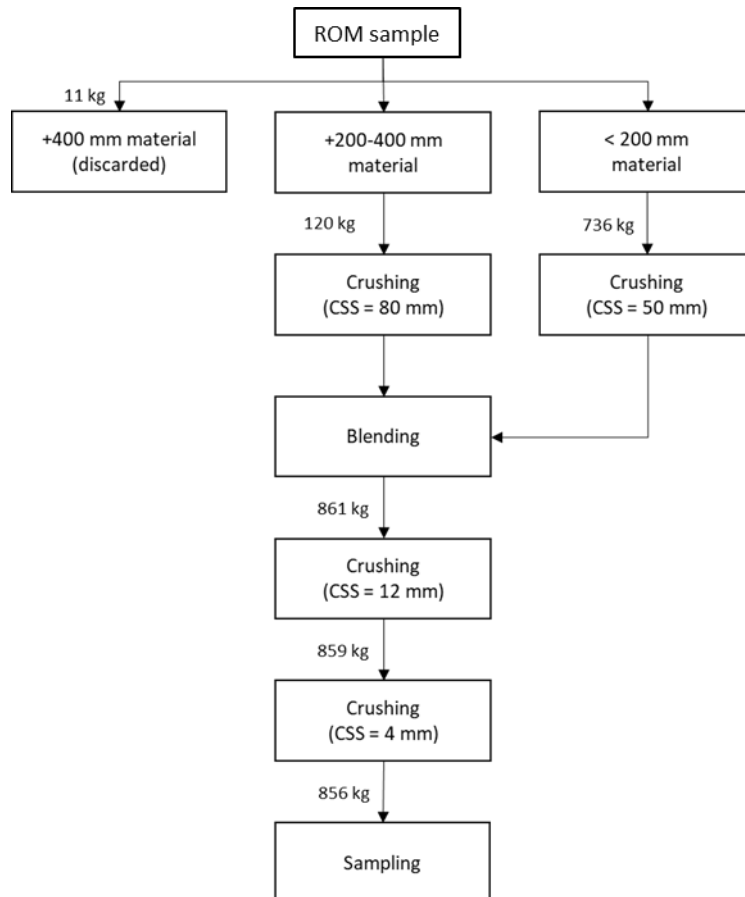 ROM sample
11 kg
+400 mm material
(discarded)
+200-400 mm
material
< 200 mm
material
120 kg
736 kg
Crushing
(CSS = 80 mm)
Crushing
(CSS = 50 mm)
Blending
861 kg
Crushing
(CSS = 12 mm)
859 kg
Crushing
(CSS = 4 mm)
856 kg
Sampling